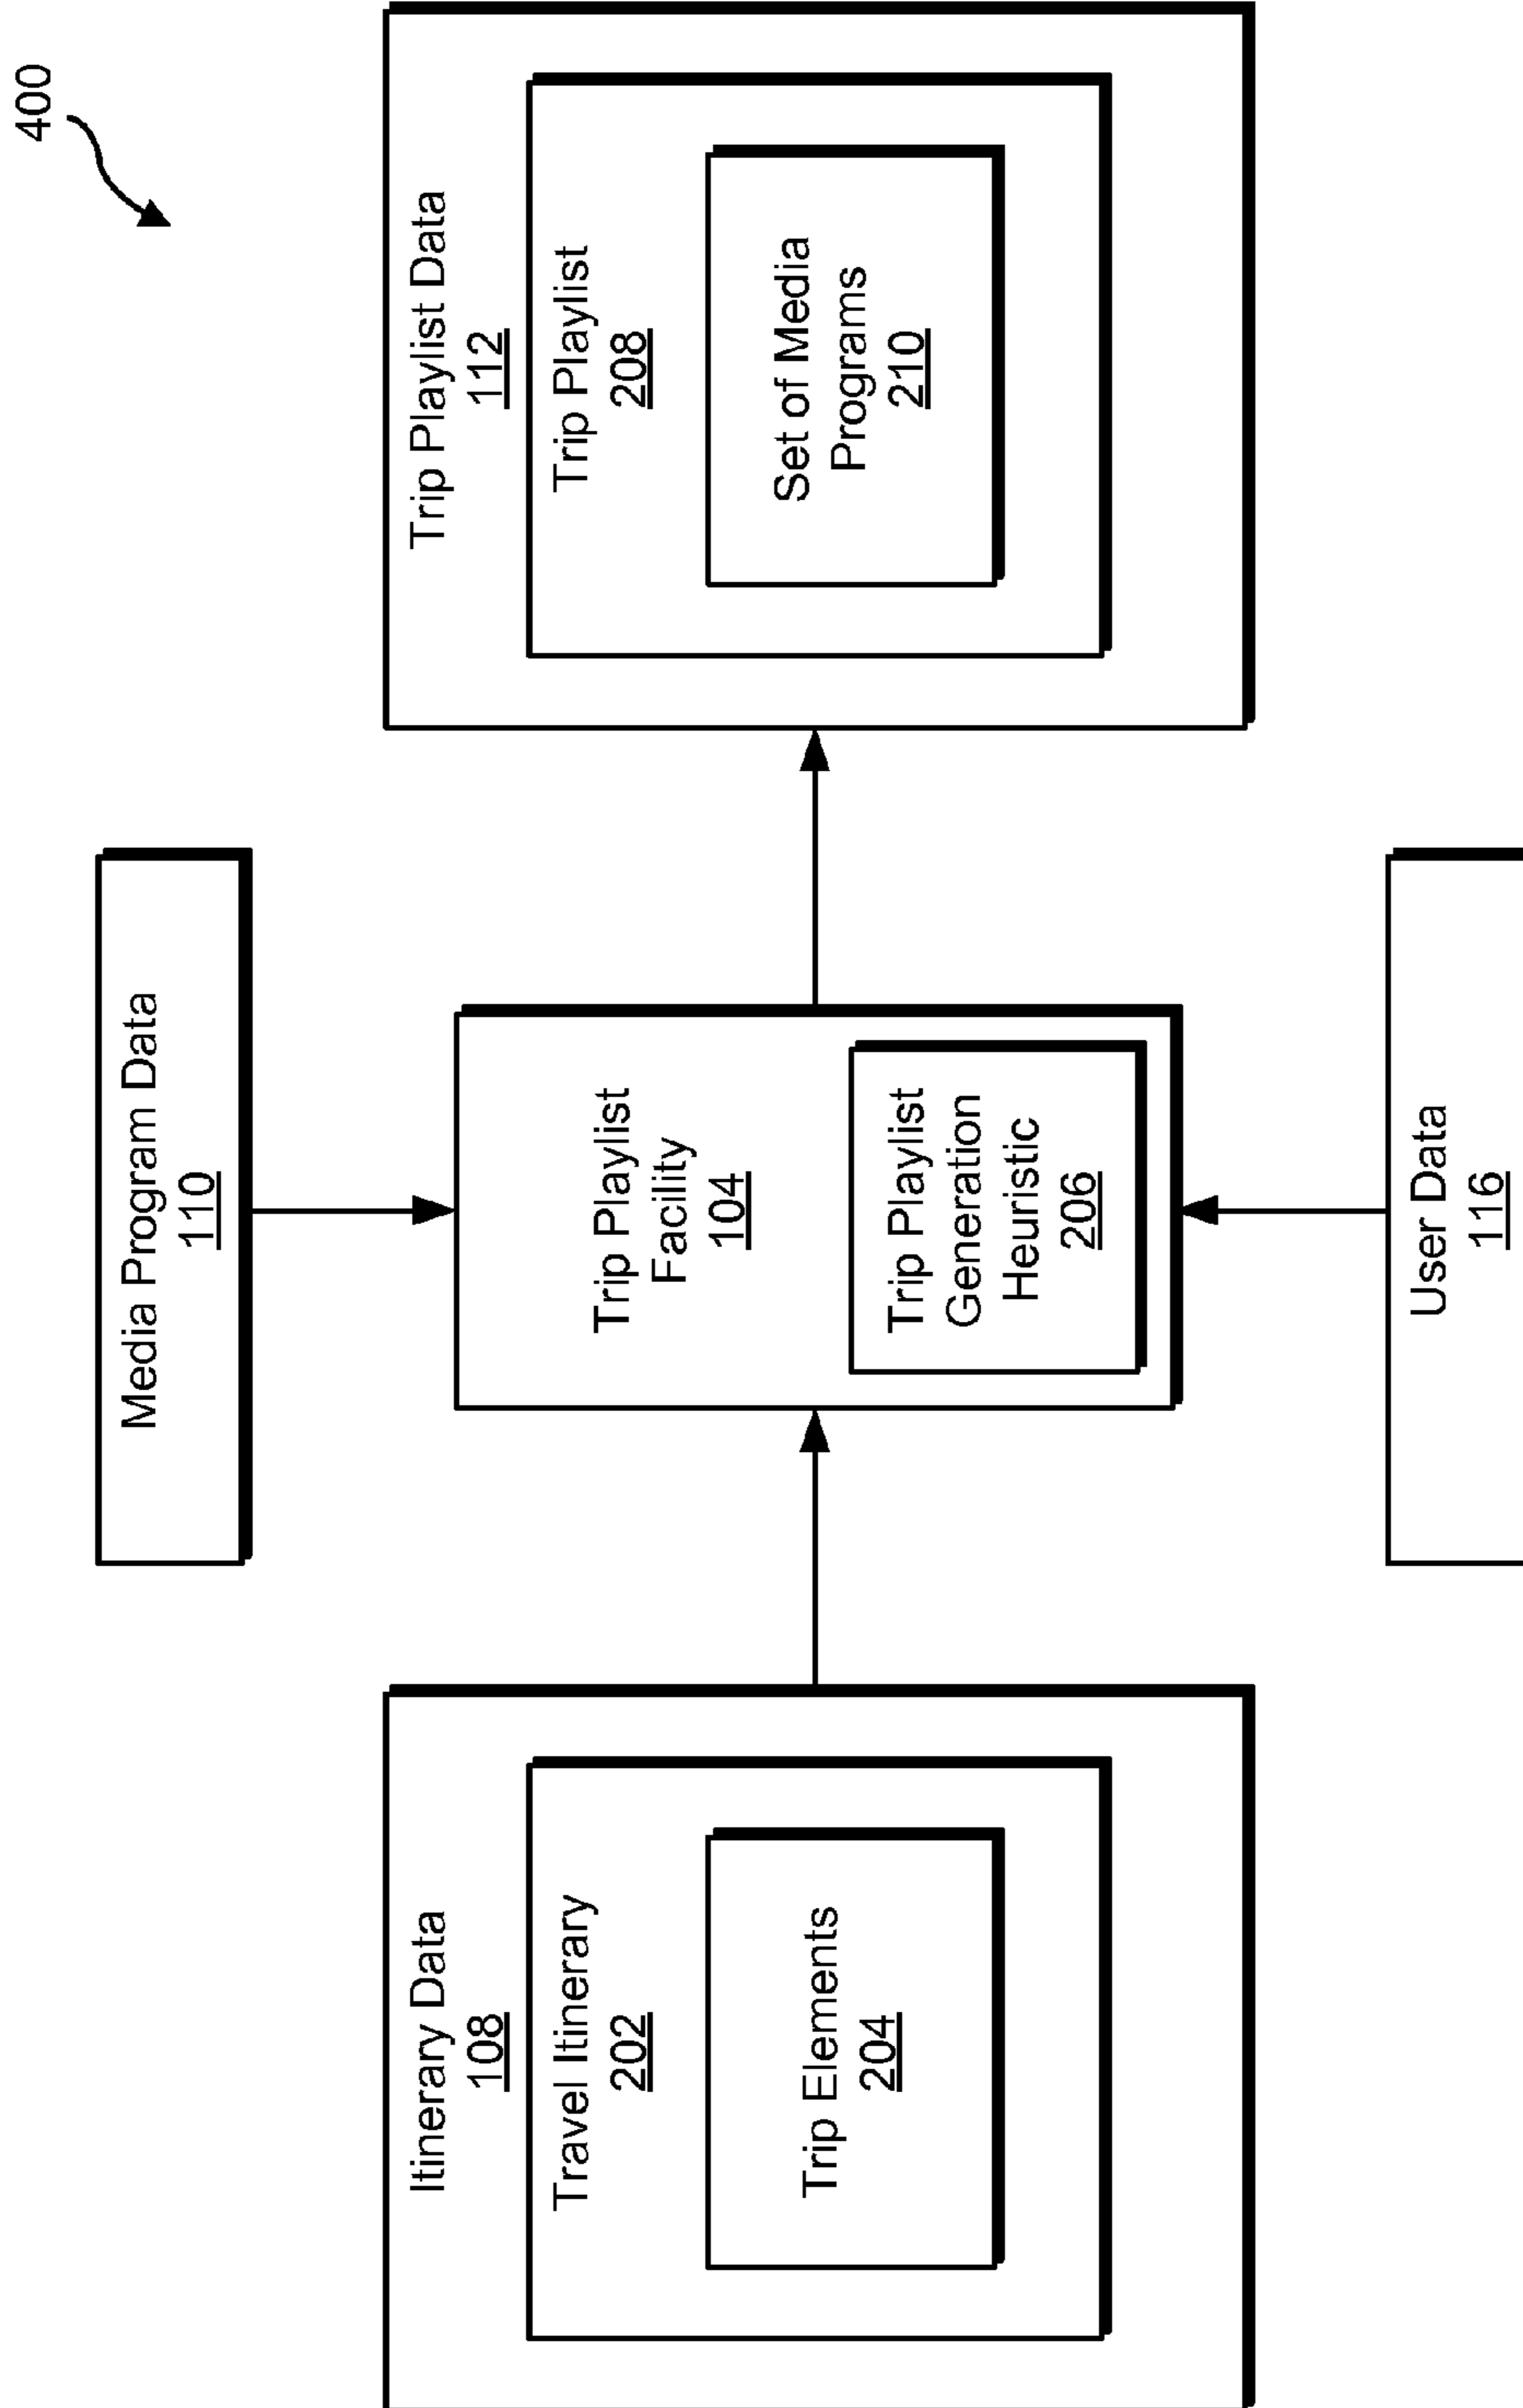 400
Media Program Data
110
Itinerary Data
108
Travel Itinerary
202
Trip Elements
204
Trip Playlist
Facility
104
Trip Playlist
Generation
Heuristic
206
Trip Playlist Data
112
Trip Playlist
208
Set of Media
Programs
210
User Data
116